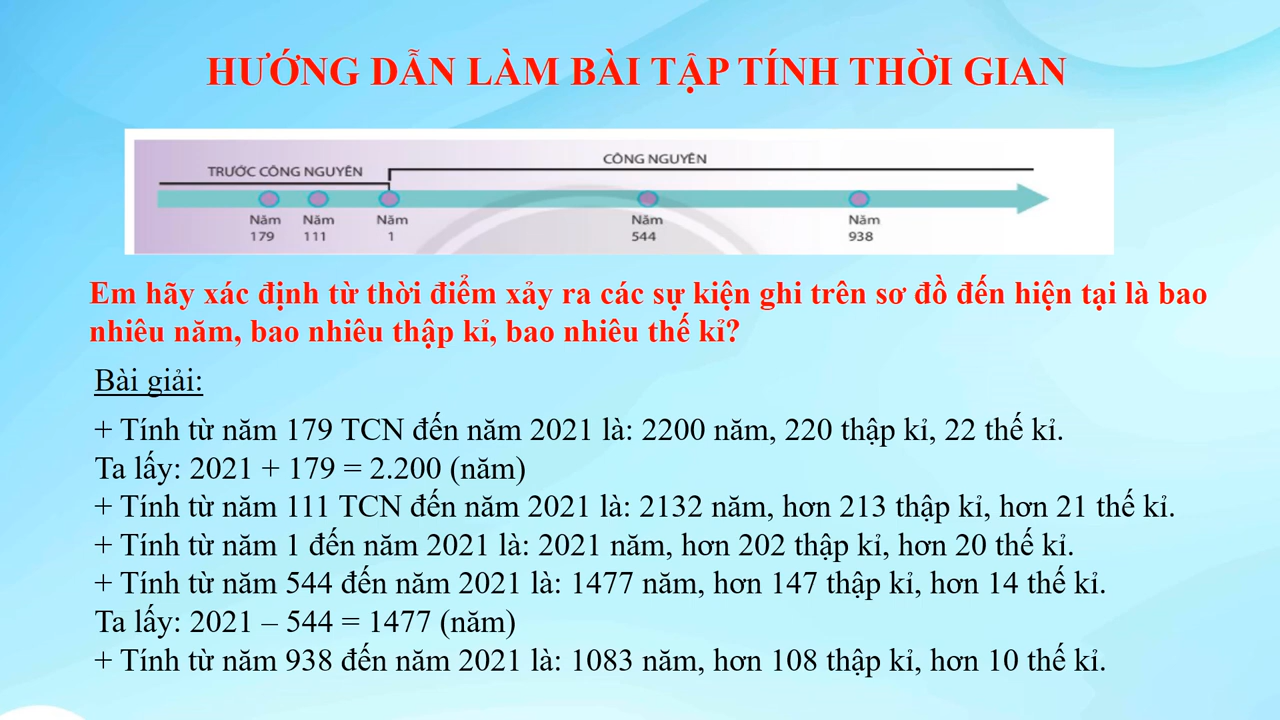 HƯỚNG DẪN LÀM BÀI TẬP TÍNH THỜI GIAN
CÔNG NGUYÊN
TRƯỚC CÔNG NGUYÊN
Năm Năm Năm Năm Năm
179 111 1 544 938
Em hãy xác định từ thời điểm xảy ra các sự kiện ghi trên sơ đồ đến hiện tại là bao
nhiêu năm, bao nhiêu thập kỉ, bao nhiêu thế kỉ?
Bài giải:
+ Tính từ năm 179 TCN đến năm 2021 là: 2200 năm, 220 thập kỉ, 22 thế kỉ.
Ta lấy: 2021 + 179 = 2.200 (năm)
+ Tính từ năm 111 TCN đến năm 2021 là: 2132 năm, hơn 213 thập kỉ, hơn 21 thế kỉ.
+ Tính từ năm 1 đến năm 2021 là: 2021 năm, hơn 202 thập kỉ, hơn 20 thế kỉ.
+ Tính từ năm 544 đến năm 2021 là: 1477 năm, hơn 147 thập kỉ, hơn 14 thế kỉ.
Ta lấy: 2021 – 544 = 1477 (năm)
+ Tính từ năm 938 đến năm 2021 là: 1083 năm, hơn 108 thập kỉ, hơn 10 thế kỉ.